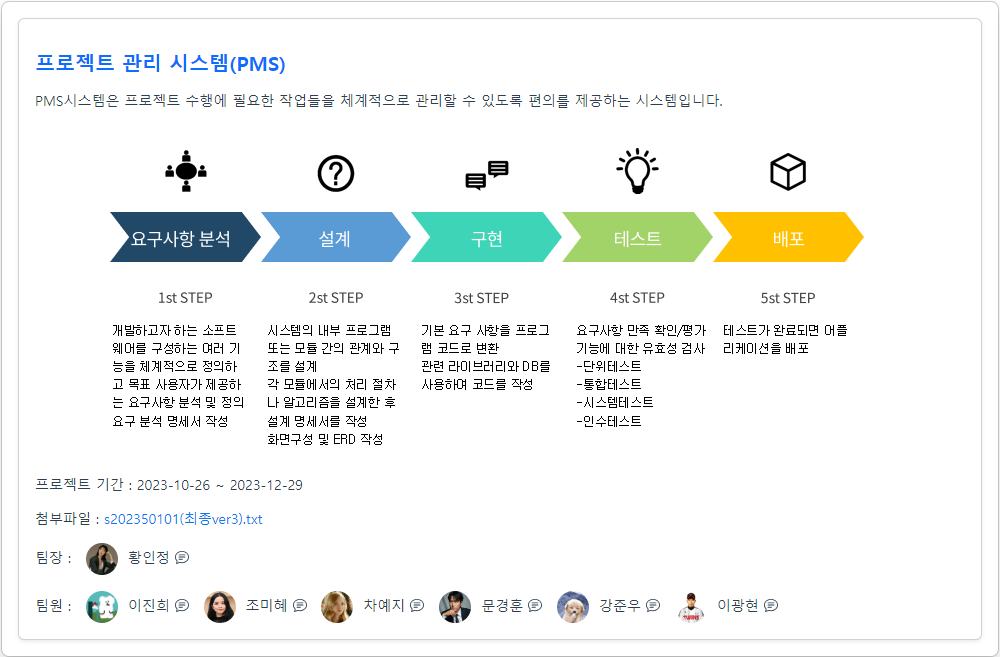 프로젝트 관리 시스템(PMS)
PMS시스템은 프로젝트 수행에 필요한 작업들을 체계적으로 관리할 수 있도록 편의를 제공하는 시스템입니다.
요구사항 분석
설계
구현
테스트
배포
1st STEP
2st STEP
3st STEP
4st STEP
5st STEP
개발하고자 하는 소프트
웨어를 구성하는 여러 기
능을 체계적으로 정의하
고 목표 사용자가 제공하
는 요구사항 분석 및 정의
요구 분석 명세서 작성
시스템의 내부 프로그램
또는 모듈 간의 관계와 구
조를 설계
각 모듈에서의 처리 절차
나 알고리즘을 설계한 후
설계 명세서를 작성
화면구성 및 ERD 작성
기본 요구 사항을 프로그
램 코드로 변환
관련 라이브러리와 DB를
사용하며 코드를 작성
요구사항 만족 확인/평가
기능에 대한 유효성 검사
-단위테스트
-통합테스트
-시스템테스트
-인수테스트
테스트가 완료되면 어플
리케이션을 배포
프로젝트 기간 : 2023-10-26 ~ 2023-12-29
첨부파일 : s202350101(최종ver3).txt
팀장 : 황인정
팀원 : 이진희 조미혜 차예지 문경훈 강준우 이광현